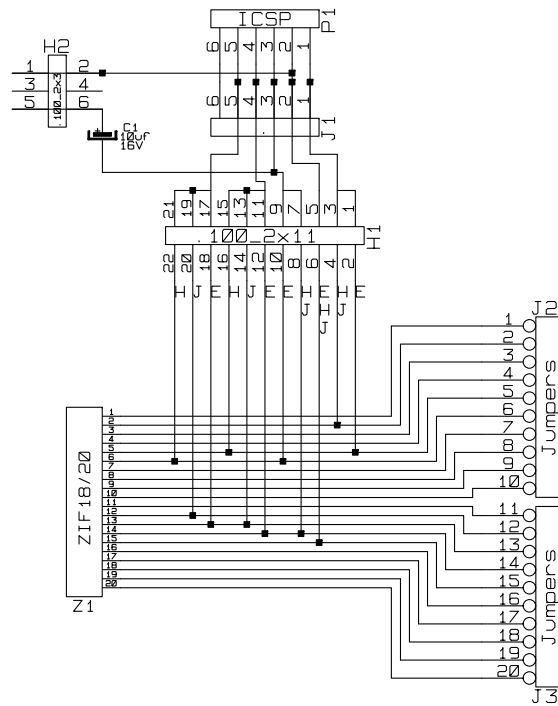 ICSP
P1
6 5 4 3 2 1
H2
1 2
3 4
5 6
.100_2x3
C1
10uf
16V
6 5 4 3 2 1
J1
21 19 17 15 13 11 9 7 5 3 1
.100_2x11
H1
22 20 18 16 14 12 10 8 6 4 2
H J E H J E E H E H E
J H J
J
J2
1
2
3
4
5
6
7
8
9
10
Jumpers
ZIF18/20
1
2
3
4
5
6
7
8
9
10
11
12
13
14
15
16
17
18
19
20
Z1
11
12
13
14
15
16
17
18
19
20
Jumpers
J3